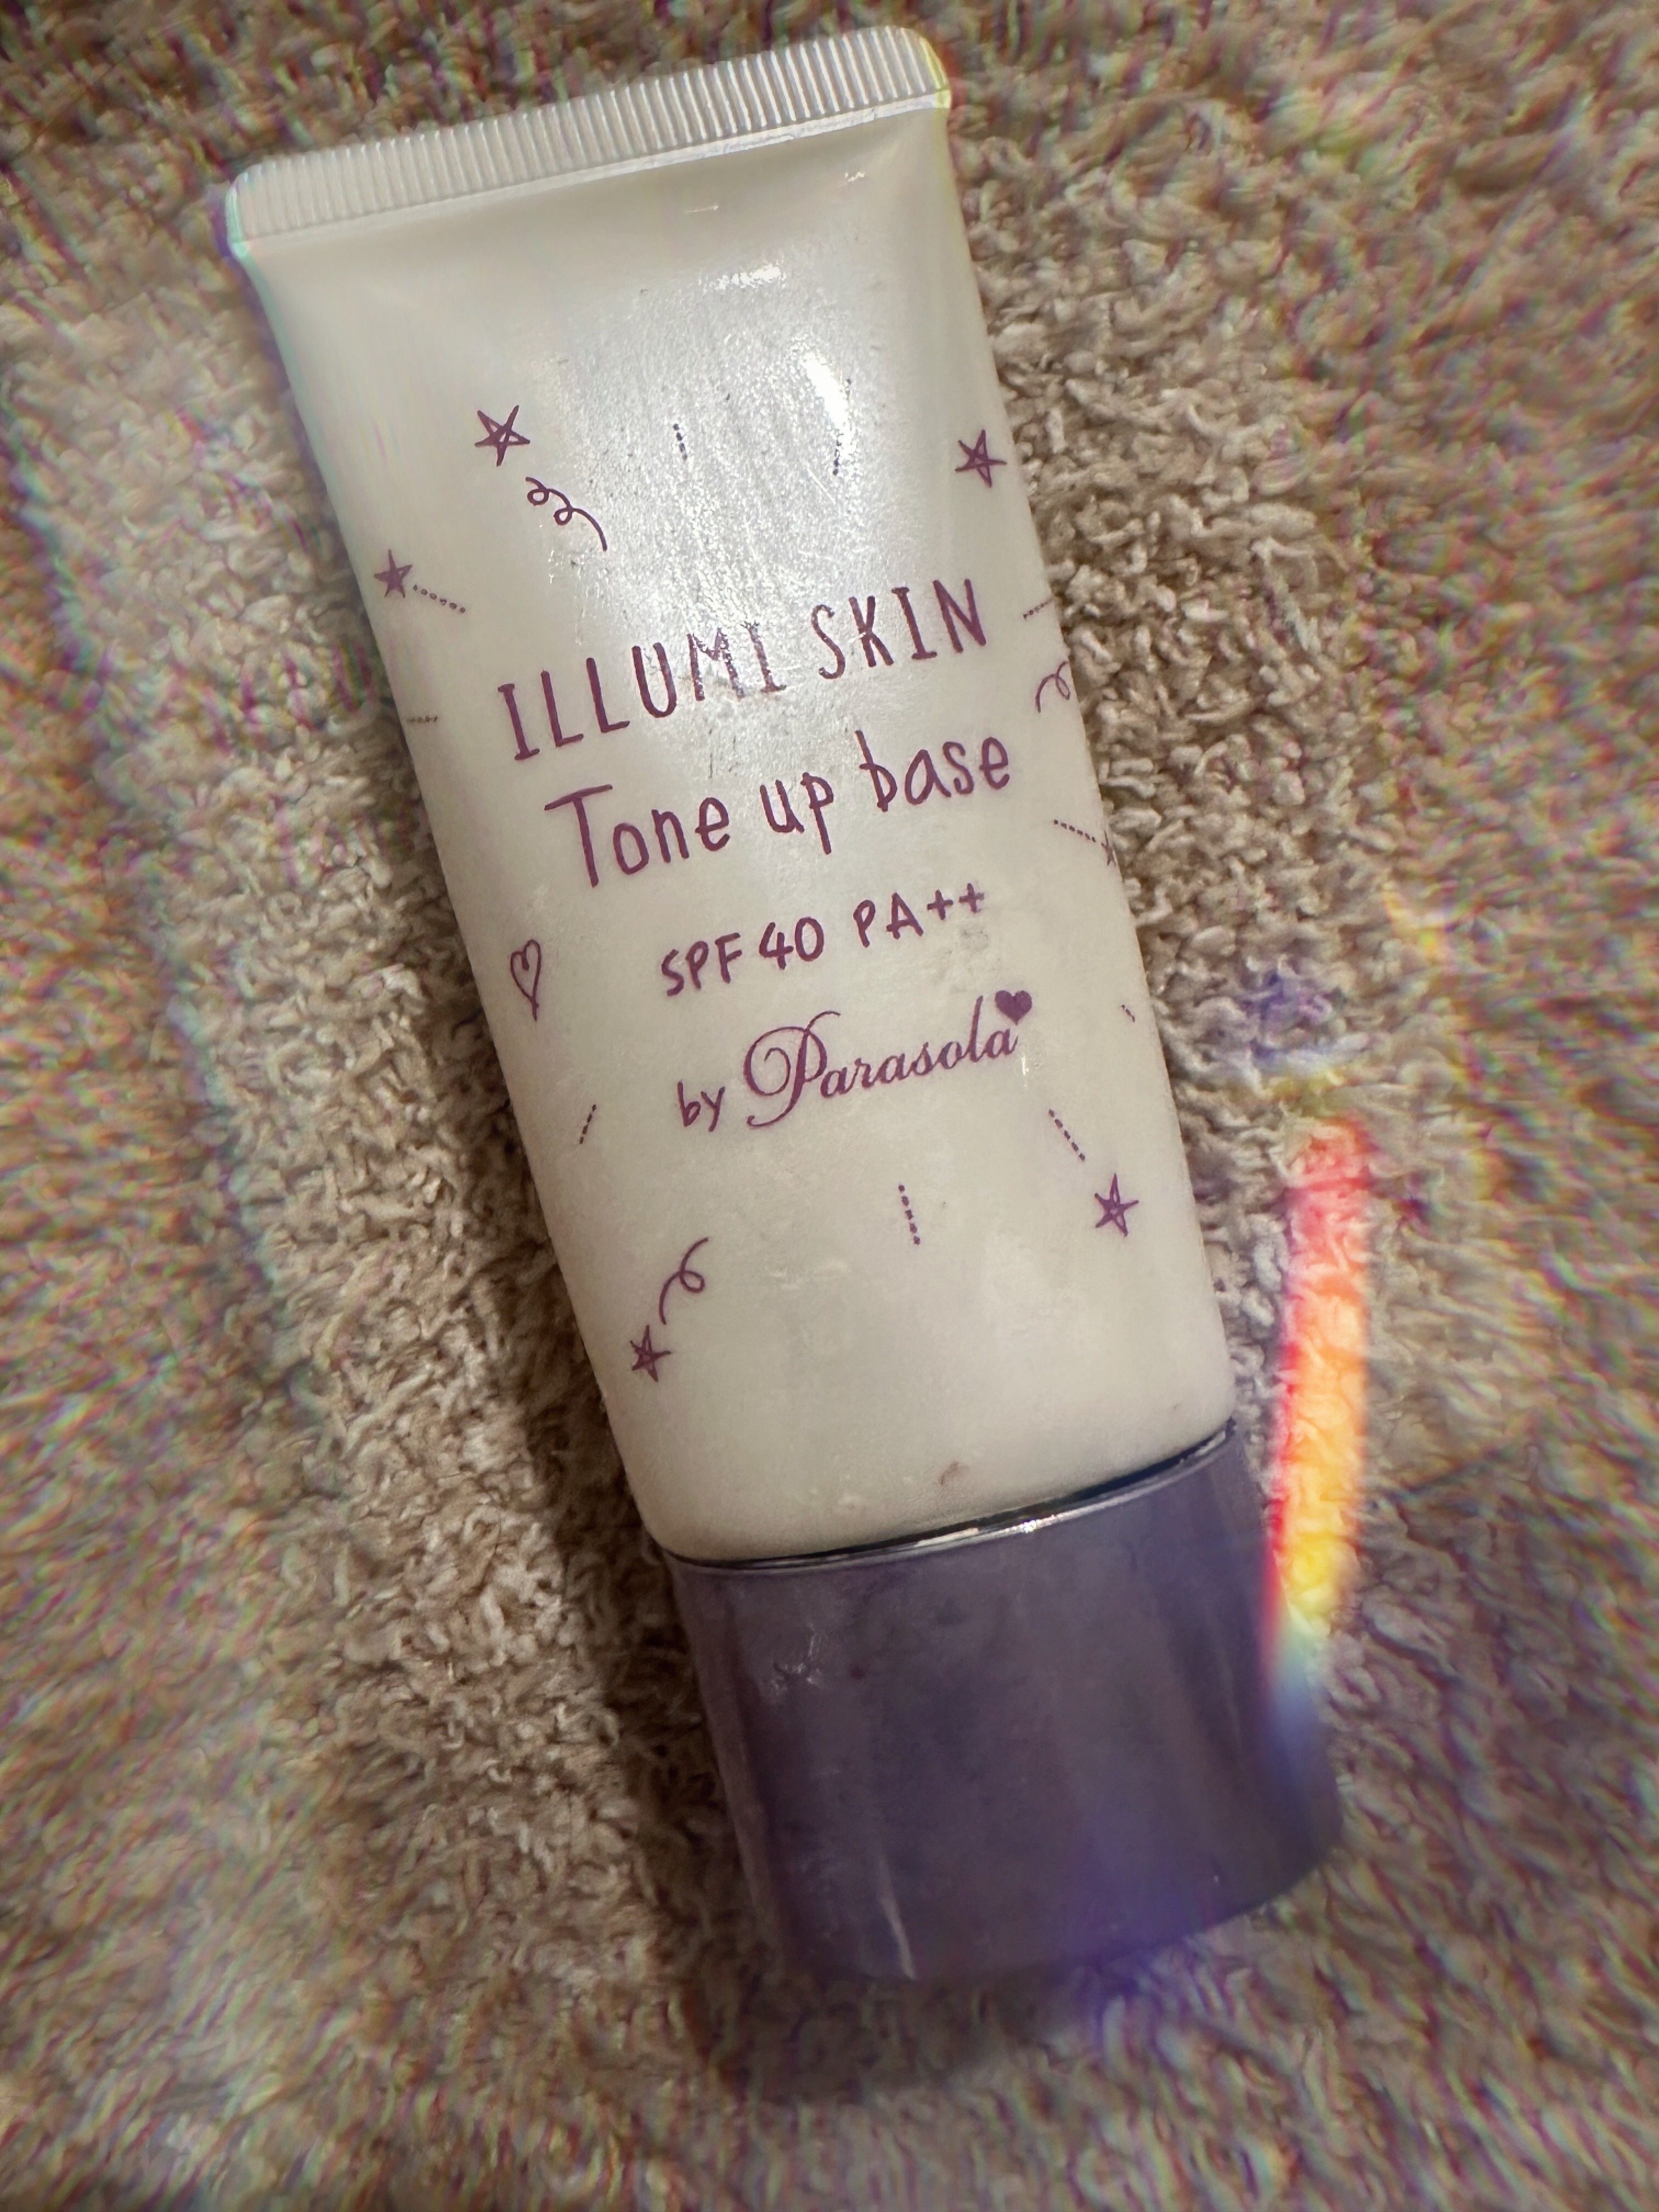 ILLUMI SKIN
Tone up base
SPF 40 PA++
by Parasola